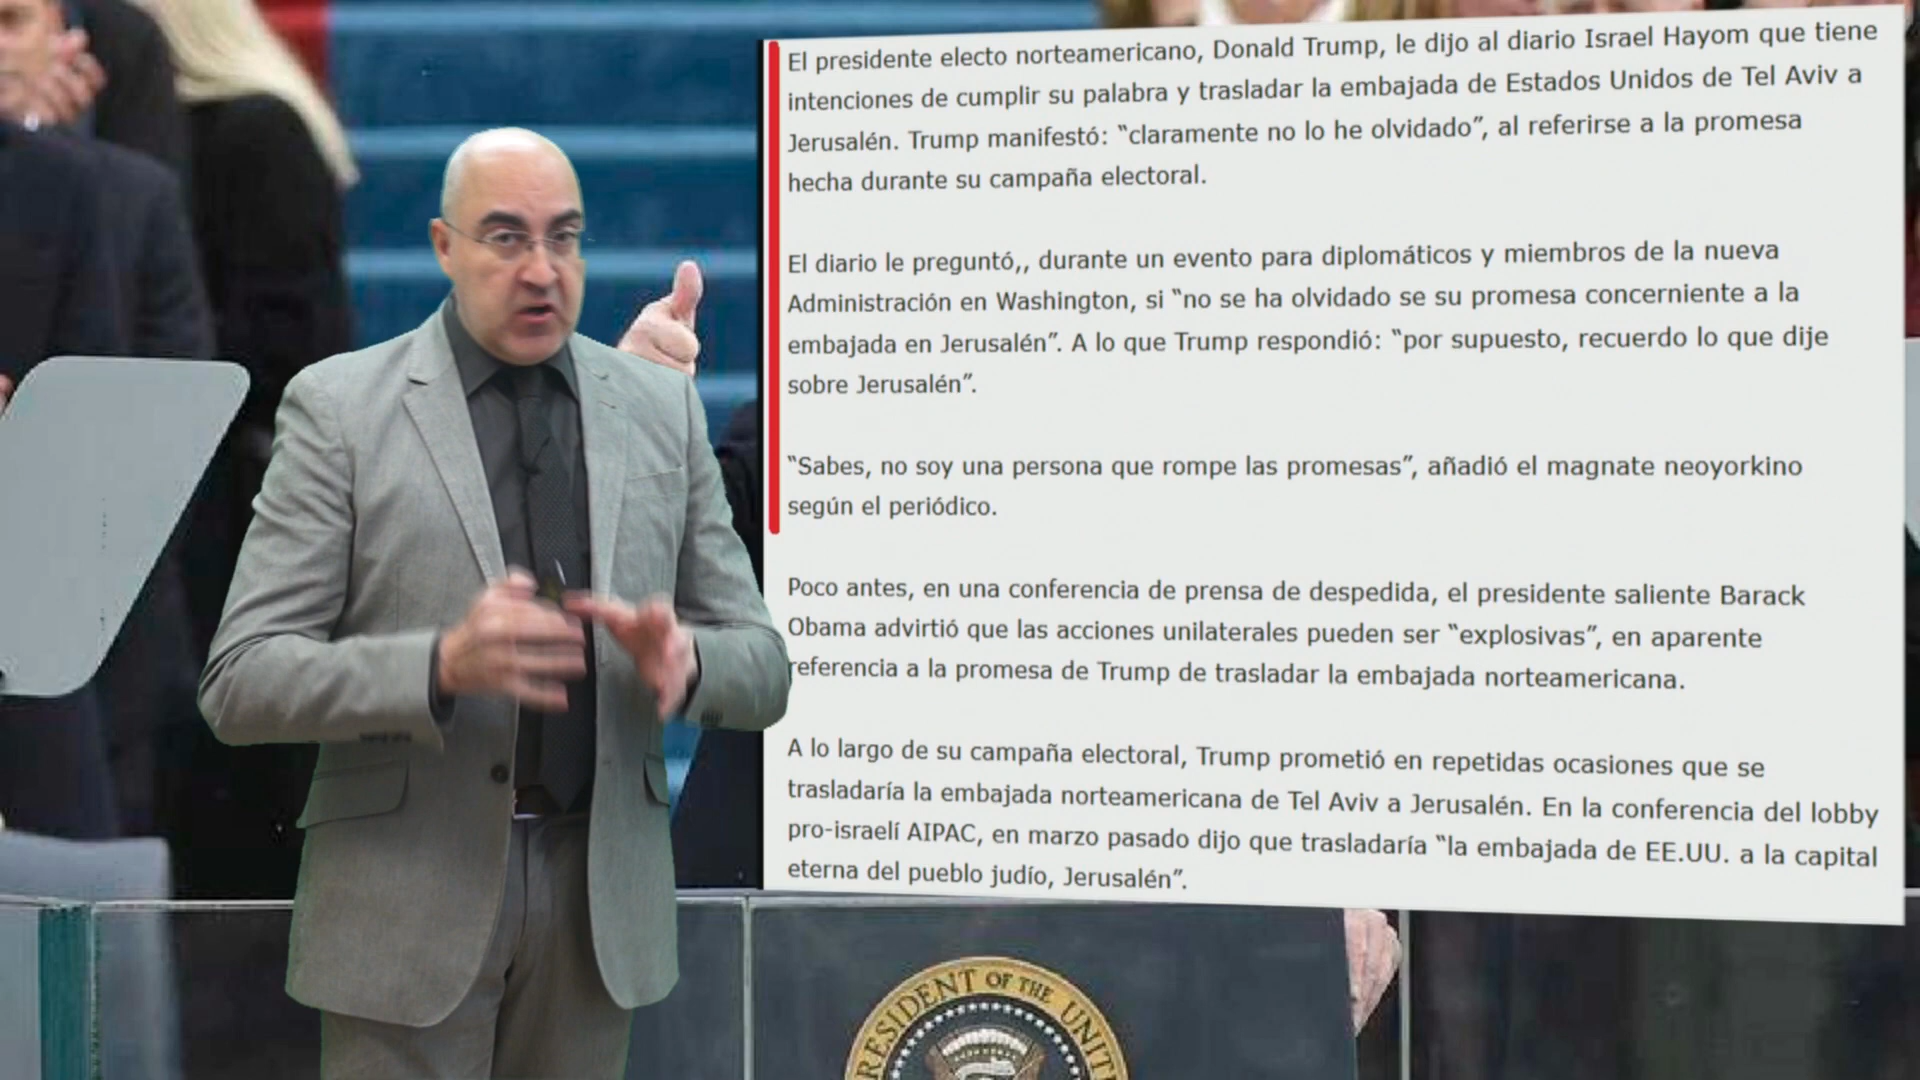 El presidente electo norteamericano, Donald Trump, le dijo al diario Israel Hayom que tiene
intenciones de cumplir su palabra y trasladar la embajada de Estados Unidos de Tel Aviv a
Jerusalén. Trump manifestó: “claramente no lo he olvidado”, al referirse a la promesa
hecha durante su campaña electoral.
El diario le preguntó,, durante un evento para diplomáticos y miembros de la nueva
Administración en Washington, si “no se ha olvidado se su promesa concerniente a la
embajada en Jerusalén”. A lo que Trump respondió: “por supuesto, recuerdo lo que dije
sobre Jerusalén”.
“Sabes, no soy una persona que rompe las promesas”, añadió el magnate neoyorkino
según el periódico.
Poco antes, en una conferencia de prensa de despedida, el presidente saliente Barack
Obama advirtió que las acciones unilaterales pueden ser “explosivas”, en aparente
referencia a la promesa de Trump de trasladar la embajada norteamericana.
A lo largo de su campaña electoral, Trump prometió en repetidas ocasiones que se
trasladaría la embajada norteamericana de Tel Aviv a Jerusalén. En la conferencia del lobby
pro-israelí AIPAC, en marzo pasado dijo que trasladaría “la embajada de EE.UU. a la capital
eterna del pueblo judío, Jerusalén”.
RESIDENT OF THE UNIT